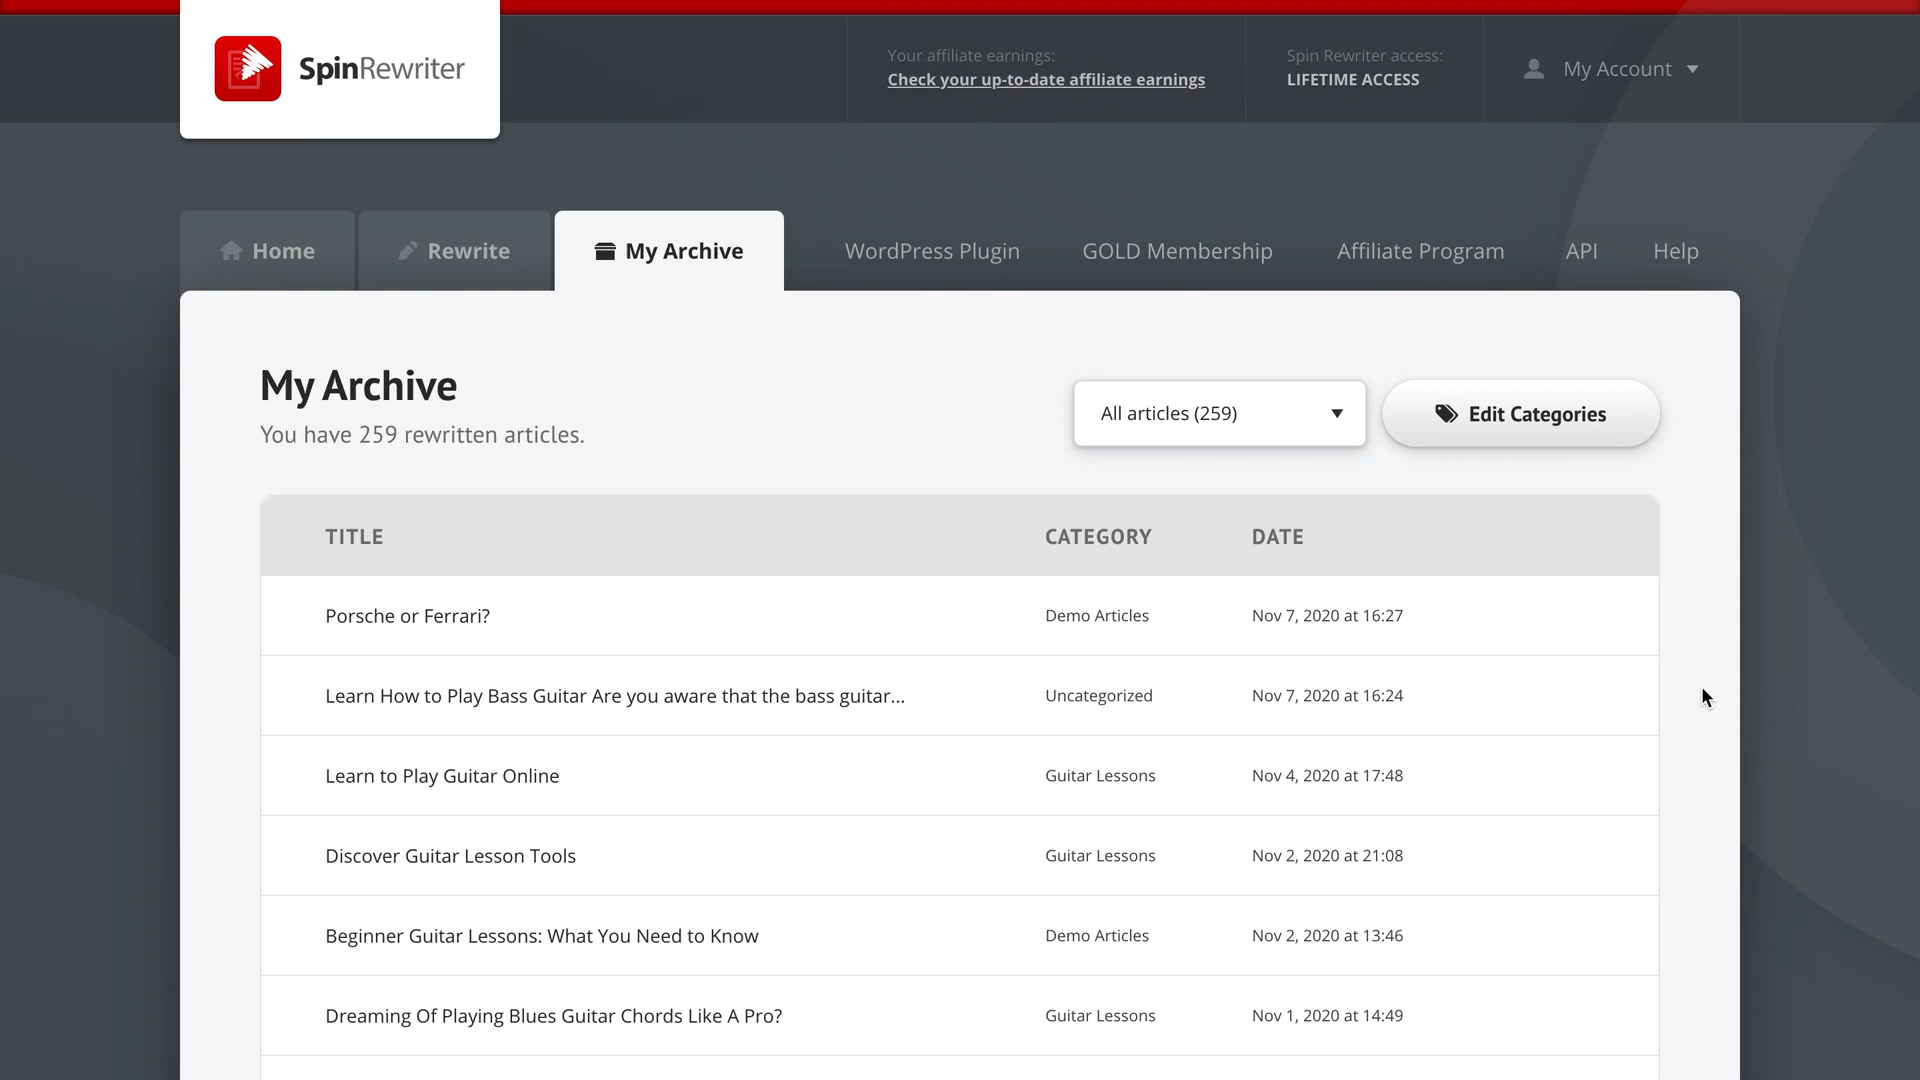 SpinRewriter
Your affiliate earnings:
Check your up-to-date affiliate earnings
Spin Rewriter access:
LIFETIME ACCESS
My Account
Home
Rewrite
My Archive
WordPress Plugin
GOLD Membership
Affiliate Program
API
Help
My Archive
You have 259 rewritten articles.
All articles (259)
Edit Categories
TITLE CATEGORY DATE
Porsche or Ferrari? Demo Articles Nov 7, 2020 at 16:27
Learn How to Play Bass Guitar Are you aware that the bass guitar... Uncategorized Nov 7, 2020 at 16:24
Learn to Play Guitar Online Guitar Lessons Nov 4, 2020 at 17:48
Discover Guitar Lesson Tools Guitar Lessons Nov 2, 2020 at 21:08
Beginner Guitar Lessons: What You Need to Know Demo Articles Nov 2, 2020 at 13:46
Dreaming Of Playing Blues Guitar Chords Like A Pro? Guitar Lessons Nov 1, 2020 at 14:49